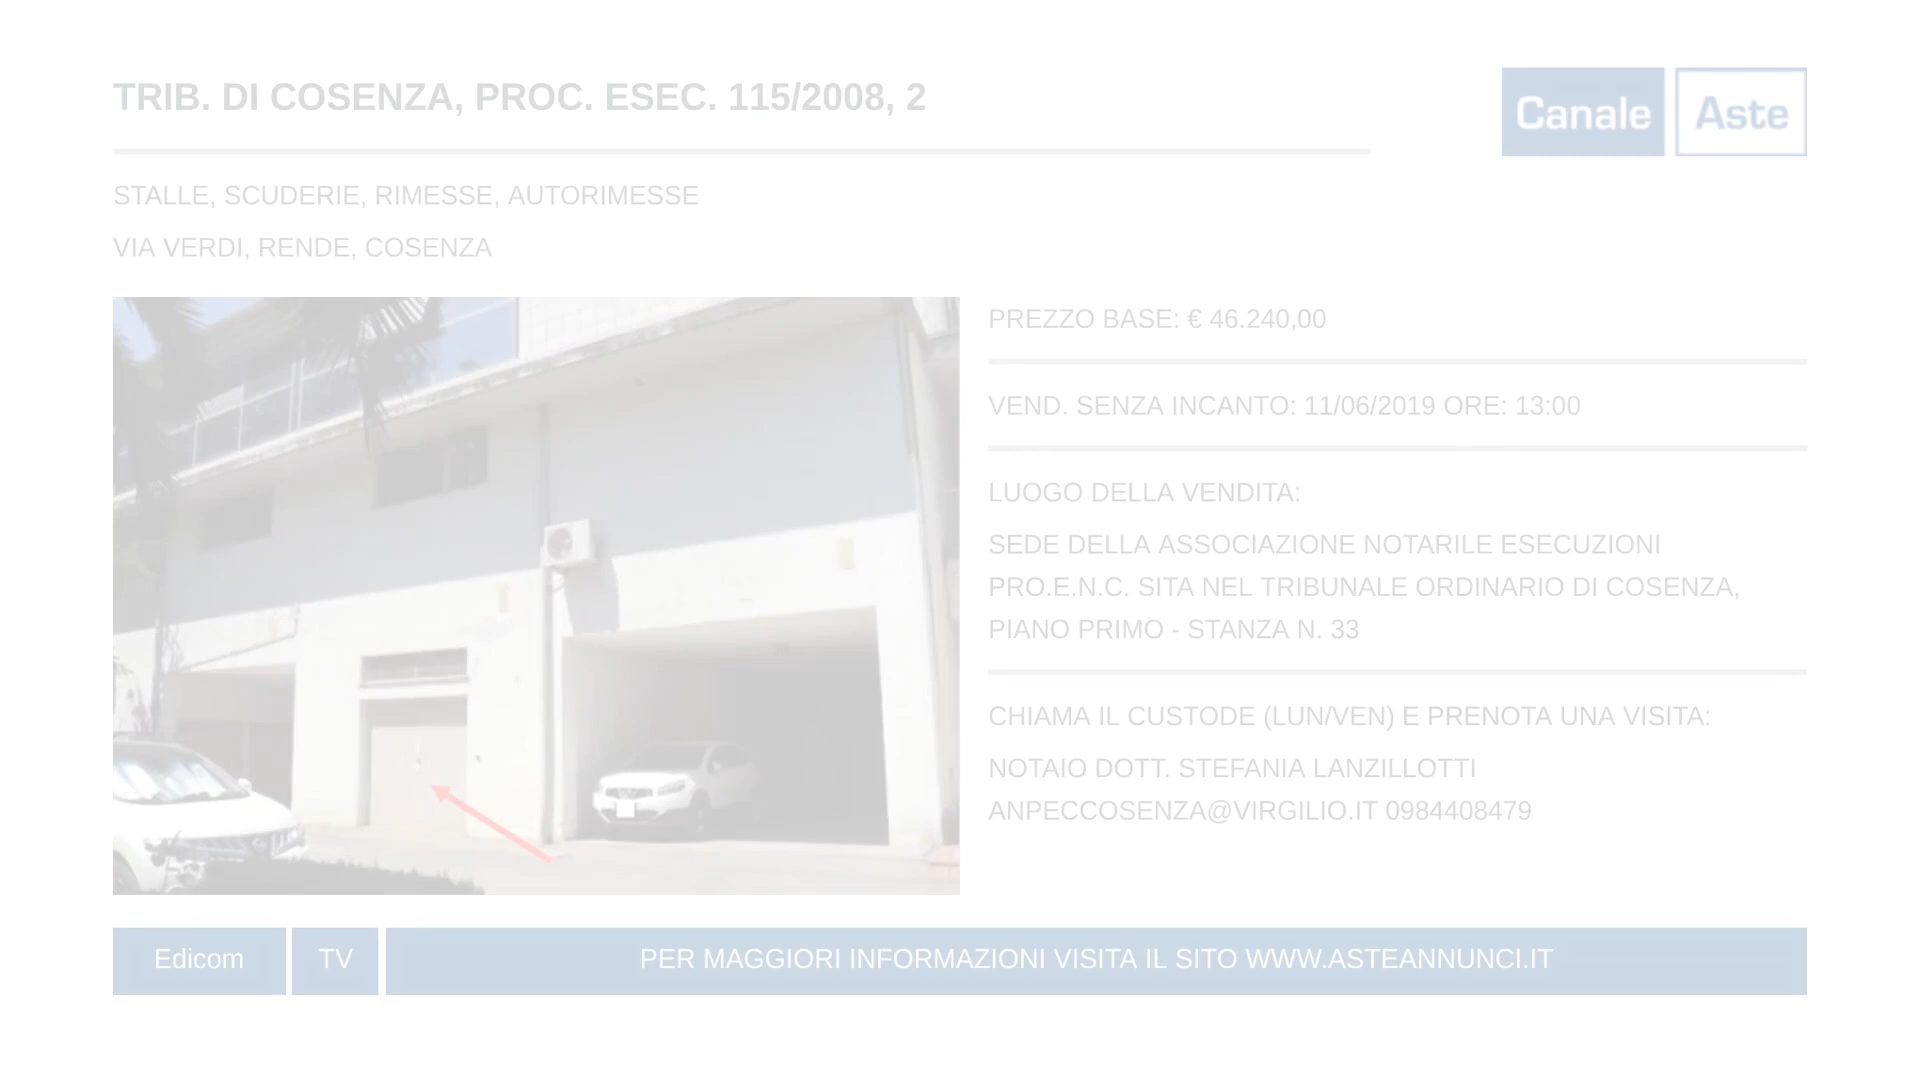 TRIB. DI COSENZA, PROC. ESEC. 115/2008, 2
Canale Aste
STALLE, SCUDERIE, RIMESSE, AUTORIMESSE
VIA VERDI, RENDE, COSENZA
PREZZO BASE: € 46.240,00
VEND. SENZA INCANTO: 11/06/2019 ORE: 13:00
LUOGO DELLA VENDITA:
SEDE DELLA ASSOCIAZIONE NOTARILE ESECUZIONI
PRO.E.N.C. SITA NEL TRIBUNALE ORDINARIO DI COSENZA,
PIANO PRIMO - STANZA N. 33
CHIAMA IL CUSTODE (LUN/VEN) E PRENOTA UNA VISITA:
NOTAIO DOTT. STEFANIA LANZILLOTTI
ANPECCOSENZA@VIRGILIO.IT 0984408479
Edicom TV PER MAGGIORI INFORMAZIONI VISITA IL SITO WWW.ASTEANNUNCI.IT